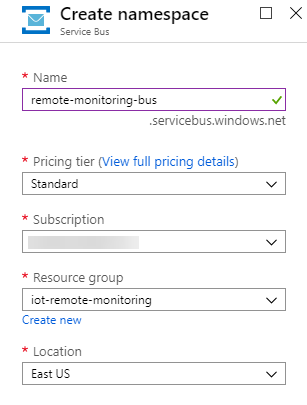 Create namespace
Service Bus
* Name
remote-monitoring-bus
.servicebus.windows.net
* Pricing tier (View full pricing details)
Standard
* Subscription
* Resource group
iot-remote-monitoring
Create new
* Location
East US